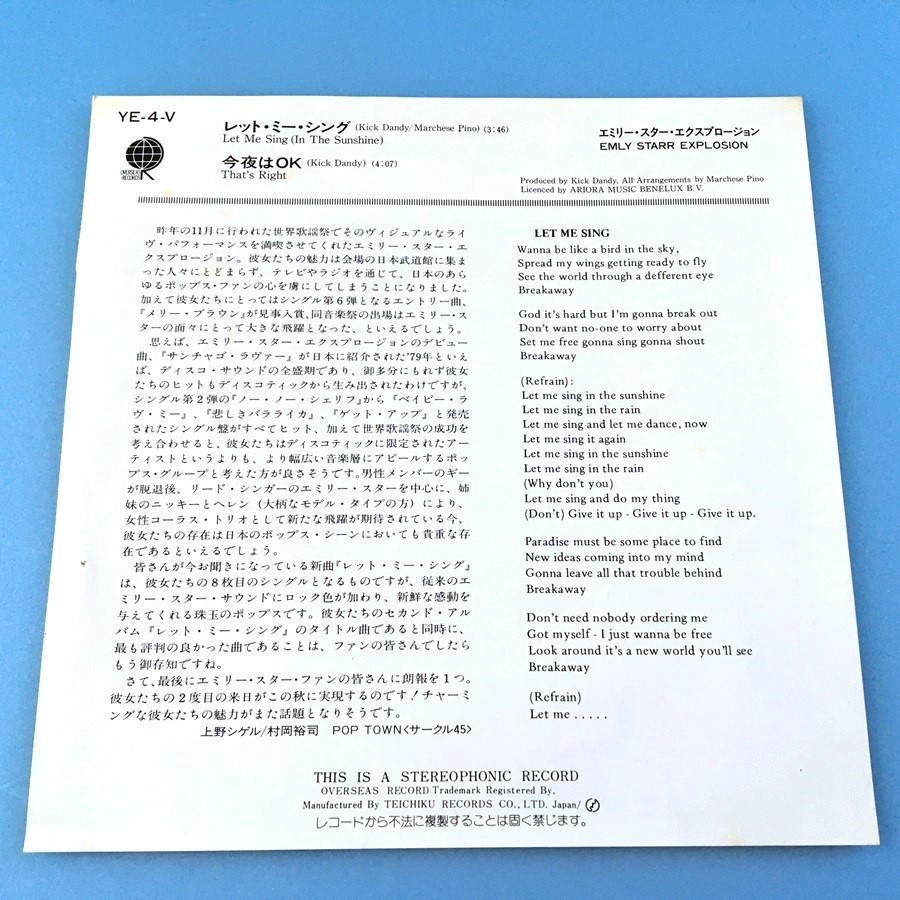 YE-4-V
OVERSEAS
RECORDS
レット・ミー・シング (Kick Dandy/Marchese Pino) (3:46)
Let Me Sing (In The Sunshine)
今夜はOK (Kick Dandy) (4:07)
That's Right
エミリー・スター・エクスプロージョン
EMLY STARR EXPLOSION
Produced by Kick Dandy, All Arrangements by Marchese Pino
Licenced by ARIORA MUSIC BENELUX B.V.
昨年の11月に行われた世界歌謡祭でそのヴィジュアルなライ
ヴ・パフォーマンスを満喫させてくれたエミリー・スター・エ
クスプロージョン。彼女たちの魅力は会場の日本武道館に集ま
った人々にとどまらず、テレビやラジオを通じて、日本のあら
ゆるポップス・ファンの心を虜にしてしまうことになりました。
加えて彼女たちにとってはシングル第6弾となるエントリー曲、
『メリー・ブラウン』が見事入賞、同音楽祭の出場はエミリー・ス
ターの面々にとって大きな飛躍となった、といえるでしょう。
思えば、エミリー・スター・エクスプロージョンのデビュー
曲、『サンチャゴ・ラヴァー』が日本に紹介された'79年といえ
ば、ディスコ・サウンドの全盛期であり、御多分にもれず彼女
たちのヒットもディスコティックから生み出されたわけですが、
シングル第2弾の『ノー・ノー・シェリフ』から『ベイビー・ラ
ヴ・ミー』、『悲しきバラライカ』、『ゲット・アップ』と発売
されたシングル盤がすべてヒット、加えて世界歌謡祭の成功を
考え合わせると、彼女たちはディスコティックに限定されたアー
ティストというよりも、より幅広い音楽層にアピールするポッ
プス・グループと考えた方が良さそうです。男性メンバーのギー
が脱退後、リード・シンガーのエミリー・スターを中心に、姉
妹のニッキーとヘレン(大柄なモデル・タイプの方)により、
女性コーラス・トリオとして新たな飛躍が期待されている今、
彼女たちの存在は日本のポップス・シーンにおいても貴重な存
在であるといえるでしょう。
皆さんが今お聞きになっている新曲『レット・ミー・シング』
は、彼女たちの8枚目のシングルとなるものですが、従来のエ
ミリー・スター・サウンドにロック色が加わり、新鮮な感動を
与えてくれる珠玉のポップスです。彼女たちのセカンド・アル
バム『レット・ミー・シング』のタイトル曲であると同時に、
最も評判の良かった曲であることは、ファンの皆さんでしたら
もう御存知ですね。
さて、最後にエミリー・スター・ファンの皆さんに朗報を1つ。
彼女たちの2度目の来日がこの秋に実現するのです!チャーミ
ングな彼女たちの魅力がまた話題となりそうです。
上野シゲル/村岡裕司 POP TOWN<サークル45>
LET ME SING
Wanna be like a bird in the sky,
Spread my wings getting ready to fly
See the world through a defferent eye
Breakaway
God it's hard but I'm gonna break out
Don't want no-one to worry about
Set me free gonna sing gonna shout
Breakaway
(Refrain):
Let me sing in the sunshine
Let me sing in the rain
Let me sing and let me dance, now
Let me sing it again
Let me sing in the sunshine
Let me sing in the rain
(Why don't you)
Let me sing and do my thing
(Don't) Give it up - Give it up - Give it up.
Paradise must be some place to find
New ideas coming into my mind
Gonna leave all that trouble behind
Breakaway
Don't need nobody ordering me
Got myself - I just wanna be free
Look around it's a new world you'll see
Breakaway
(Refrain)
Let me . . . . .
THIS IS A STEREOPHONIC RECORD
OVERSEAS RECORD Trademark Registered By,
Manufactured By TEICHIKU RECORDS CO., LTD. Japan/
レコードから不法に複製することは固く禁じます。